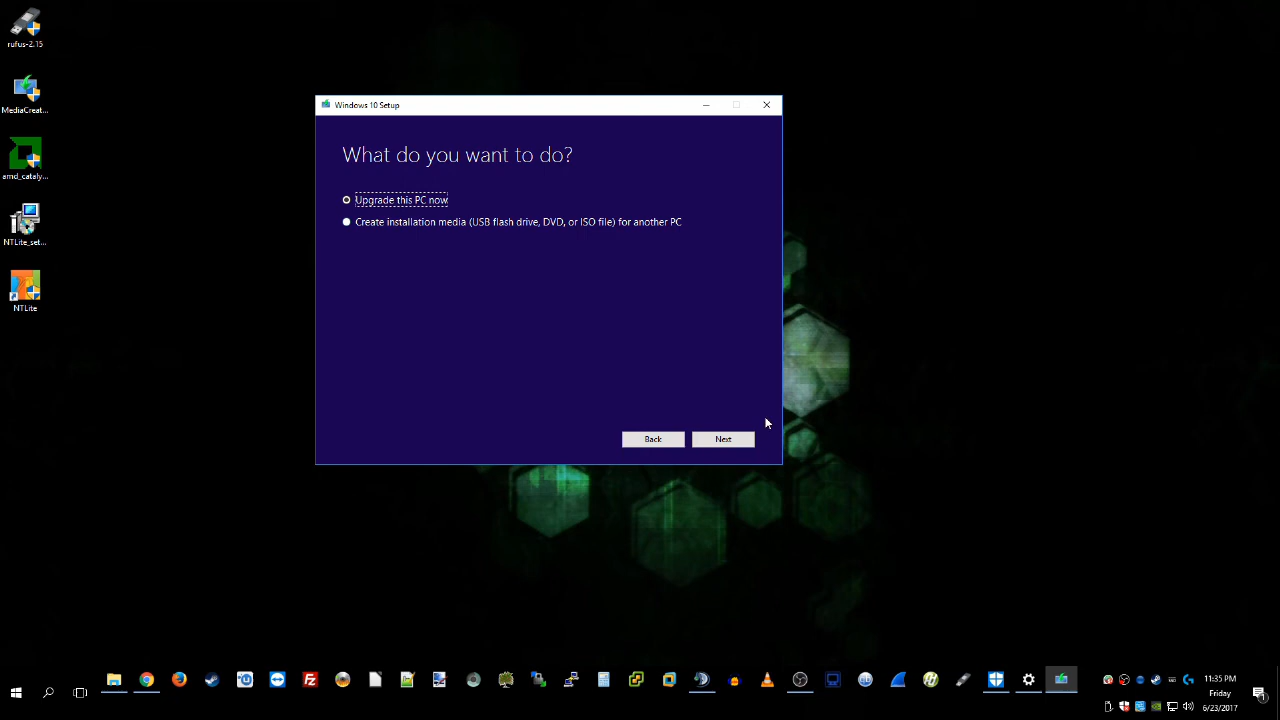 rufus-2.15
MediaCreat...
amd_cataly...
NTLite_set...
NTLite
Windows 10 Setup
What do you want to do?
Upgrade this PC now
Create installation media (USB flash drive, DVD, or ISO file) for another PC
Back
Next
11:35 PM
Friday
6/23/2017